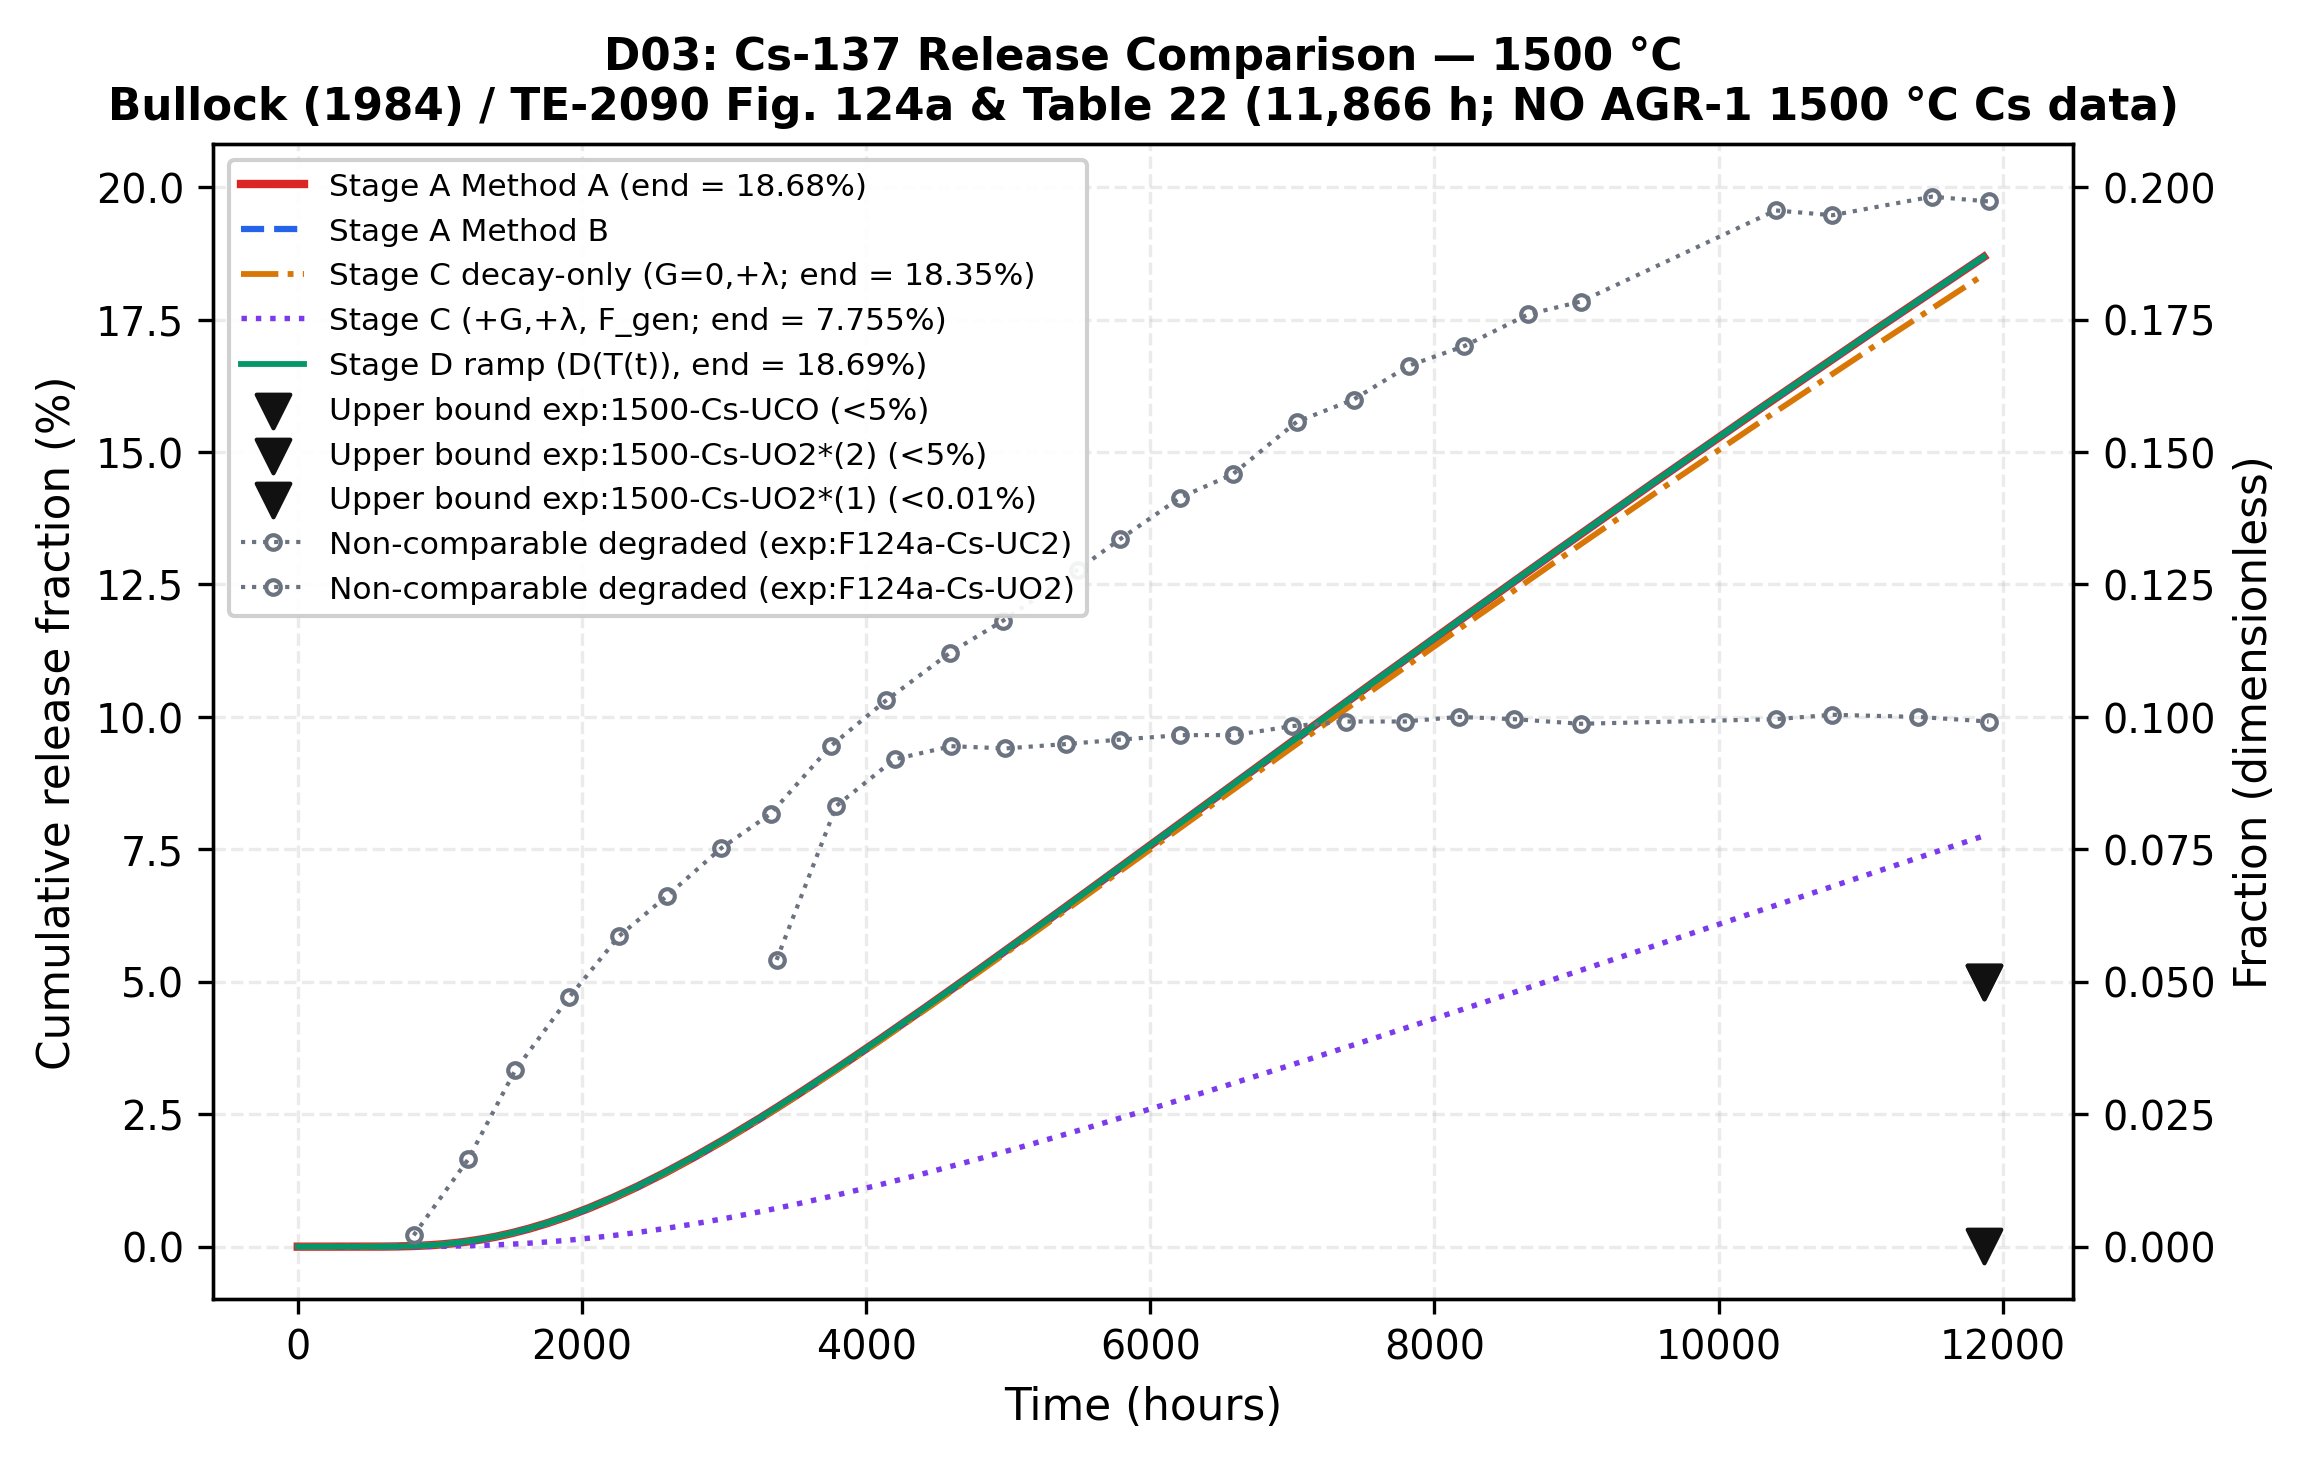 D03: Cs-137 Release Comparison — 1500 °C
Bullock (1984) / TE-2090 Fig. 124a & Table 22 (11,866 h; NO AGR-1 1500 °C Cs data)
Stage A Method A (end = 18.68%)
Stage A Method B
Stage C decay-only (G=0,+λ; end = 18.35%)
Stage C (+G,+λ, F_gen; end = 7.755%)
Stage D ramp (D(T(t)), end = 18.69%)
Upper bound exp:1500-Cs-UCO (<5%)
Upper bound exp:1500-Cs-UO2*(2) (<5%)
Upper bound exp:1500-Cs-UO2*(1) (<0.01%)
Non-comparable degraded (exp:F124a-Cs-UC2)
Non-comparable degraded (exp:F124a-Cs-UO2)
Cumulative release fraction (%)
20.0
17.5
15.0
12.5
10.0
7.5
5.0
2.5
0.0
0.200
0.175
0.150
0.125
0.100
0.075
0.050
0.025
0.000
Fraction (dimensionless)
0 2000 4000 6000 8000 10000 12000
Time (hours)